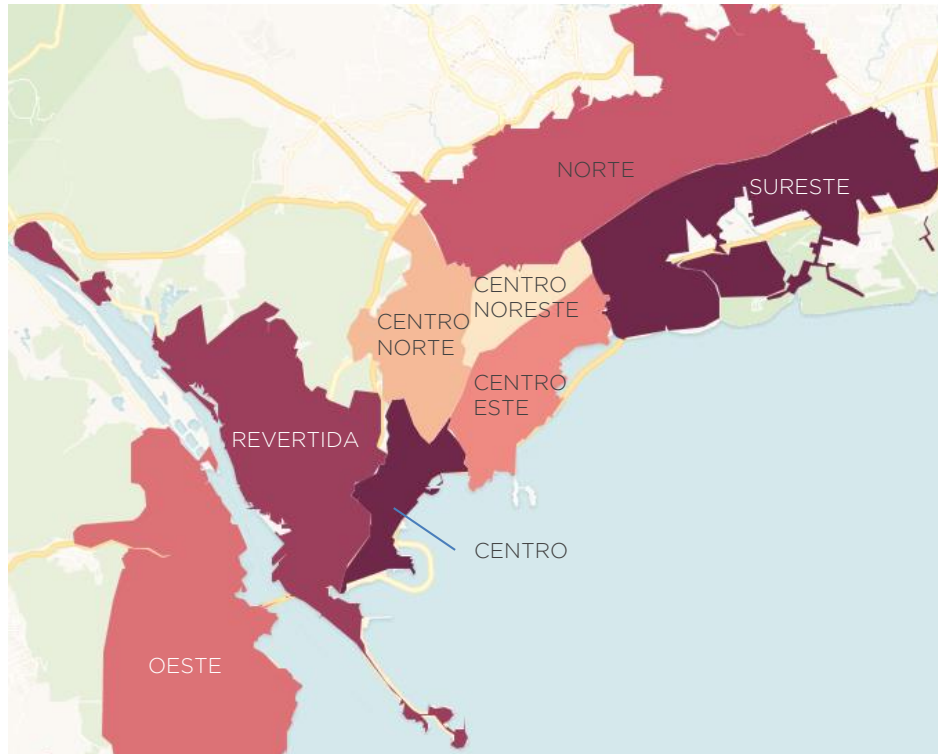 NORTE
SURESTE
CENTRO
NORESTE
CENTRO
NORTE
CENTRO
ESTE
REVERTIDA
CENTRO
OESTE